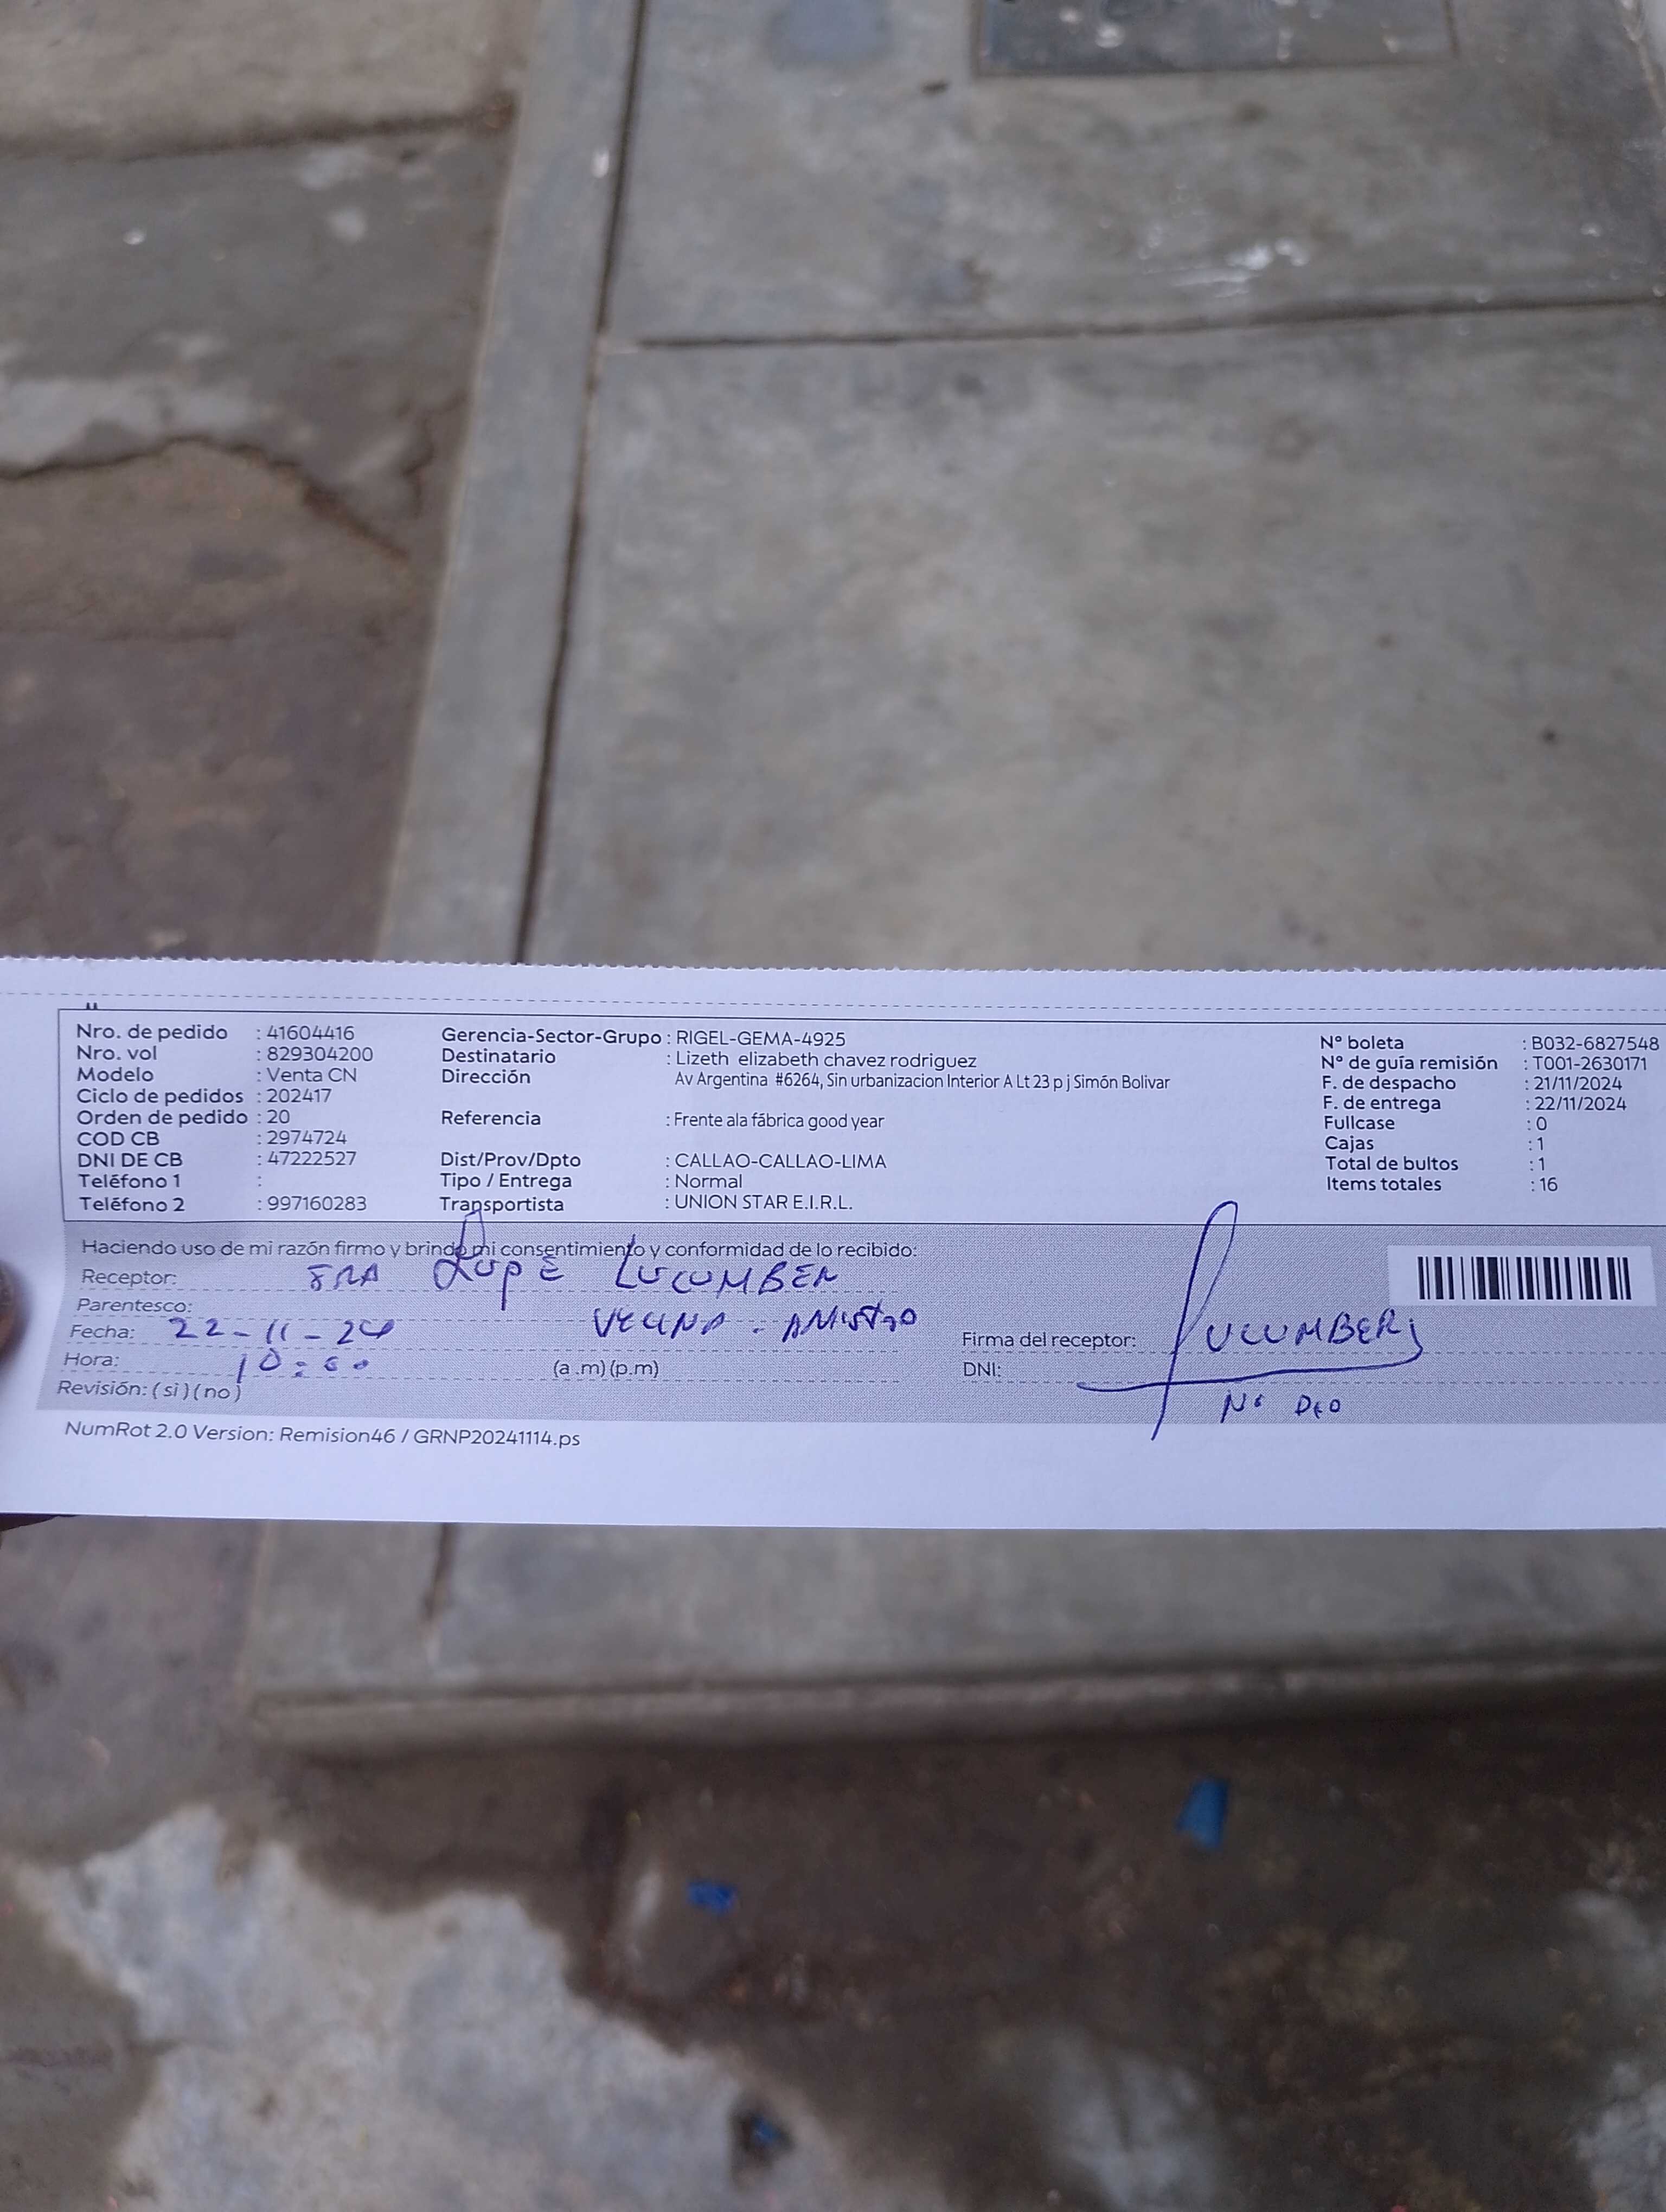 Nro. de pedido : 41604416
Nro. vol : 829304200
Modelo : Venta CN
Ciclo de pedidos : 202417
Orden de pedido : 20
COD CB : 2974724
DNI DE CB : 47222527
Teléfono 1 :
Teléfono 2 : 997160283
Gerencia-Sector-Grupo : RIGEL-GEMA-4925
Destinatario : Lizeth elizabeth chavez rodriguez
Dirección Av Argentina #6264, Sin urbanizacion Interior A Lt 23 p j Simón Bolivar
Referencia : Frente ala fábrica good year
Dist/Prov/Dpto : CALLAO-CALLAO-LIMA
Tipo / Entrega : Normal
Transportista : UNION STAR E.I.R.L.
N° boleta : B032-6827548
N° de guía remisión : T001-2630171
F. de despacho : 21/11/2024
F. de entrega : 22/11/2024
Fullcase : 0
Cajas : 1
Total de bultos : 1
Items totales : 16
Haciendo uso de mi razón firmo y brindo mi consentimiento y conformidad de lo recibido:
Receptor: SRA LUPE LUCUMBER
Parentesco: VECINA -
Fecha: 22-11-24
Hora: 10:00 (a .m) (p.m)
Revisión: ( si ) ( no )
Firma del receptor: LUCUMBER
DNI: NO DIO
NumRot 2.0 Version: Remision46 / GRNP20241114.ps